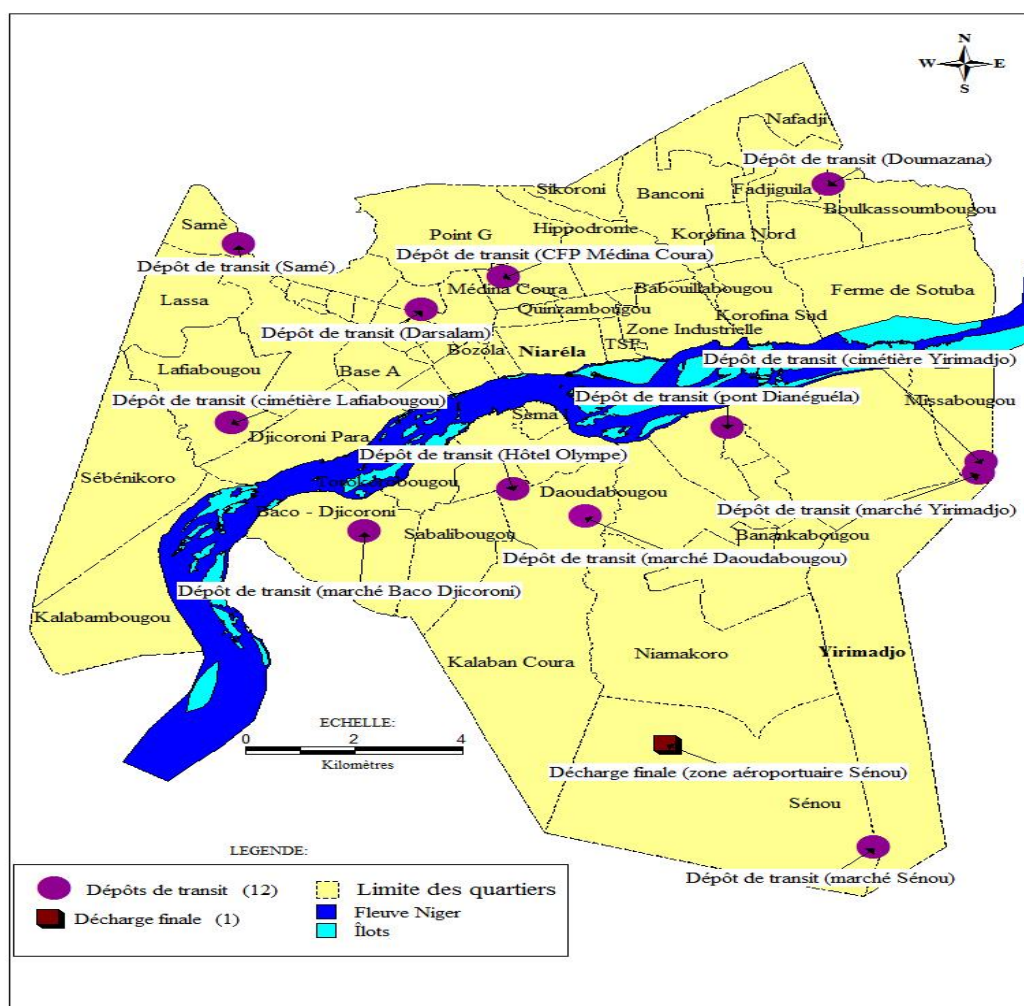 N
W E
S
Nafadji
Dépôt de transit (Doumazana)
Sikoroni
Banconi
Fadjiguila
Boulkassoumbougou
Samè
Point G
Hippodrome
Korofina Nord
Dépôt de transit (CFP Médina Coura)
Dépôt de transit (Samé)
Lassa
Médina Coura
Babouillabougou
Ferme de Sotuba
Quinzambougou
Korofina Sud
Dépôt de transit (Darsalam)
Zone Industrielle
Bozola
Niaréla
TSF
Dépôt de transit (cimétière Yirimadjo)
Lafiabougou
Base A
Dépôt de transit (cimétière Lafiabougou)
Dépôt de transit (pont Dianéguéla)
Missabougou
Djicoroni Para
Dépôt de transit (Hôtel Olympe)
Sébénikoro
Daoudabougou
Baco - Djicoroni
Dépôt de transit (marché Yirimadjo)
Sabalibougou
Banankabougou
Dépôt de transit (marché Daoudabougou)
Dépôt de transit (marché Baco Djicoroni)
Kalabambougou
Kalaban Coura
Niamakoro
Yirimadjo
ECHELLE:
0 2 4
Kilomètres
Décharge finale (zone aéroportuaire Sénou)
Sénou
Dépôt de transit (marché Sénou)
LEGENDE:
Dépôts de transit (12)
Décharge finale (1)
Limite des quartiers
Fleuve Niger
Îlots